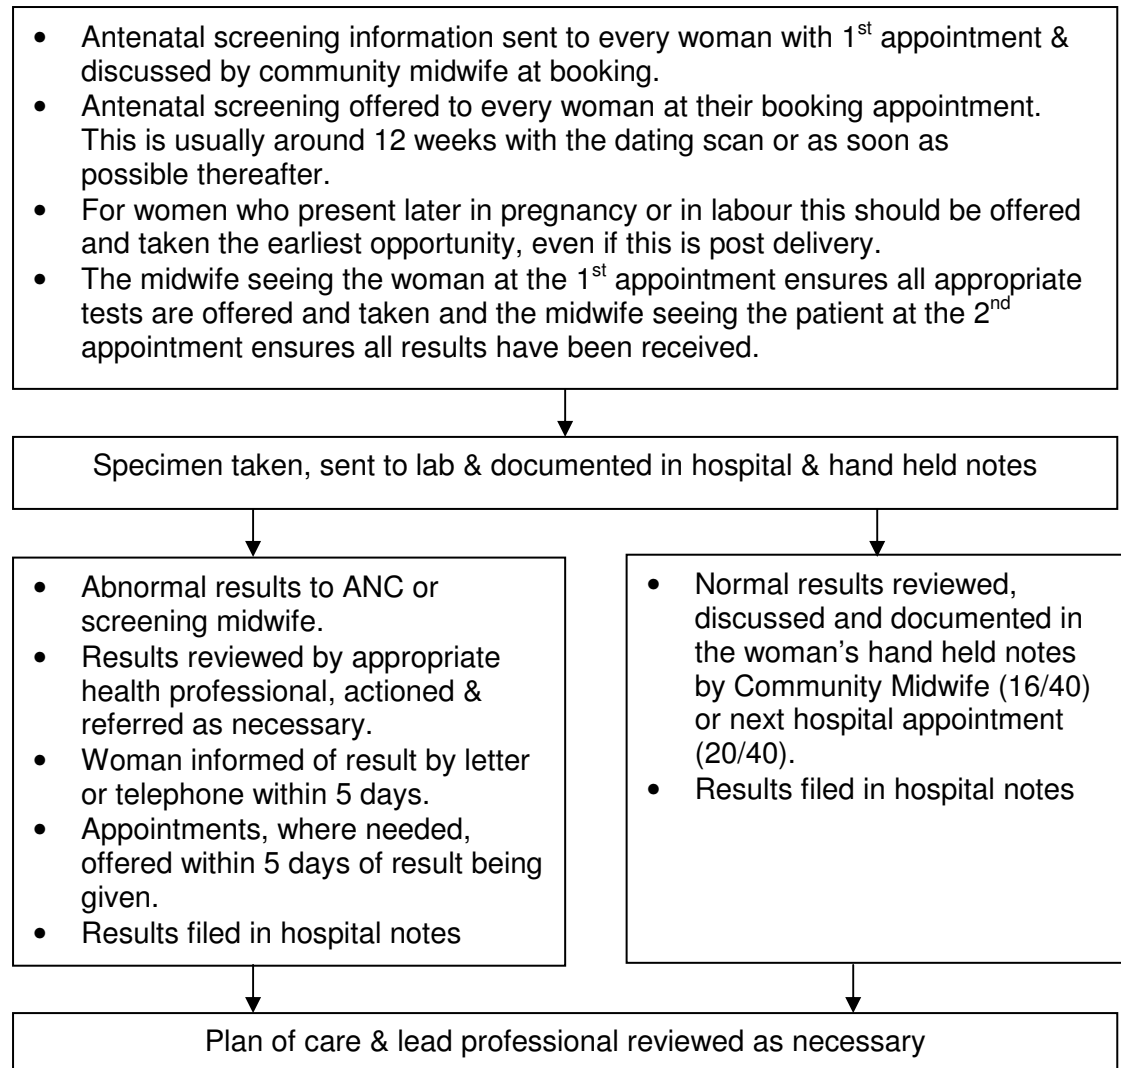 • Antenatal screening information sent to every woman with 1st appointment &
discussed by community midwife at booking.
• Antenatal screening offered to every woman at their booking appointment.
This is usually around 12 weeks with the dating scan or as soon as
possible thereafter.
• For women who present later in pregnancy or in labour this should be offered
and taken the earliest opportunity, even if this is post delivery.
• The midwife seeing the woman at the 1st appointment ensures all appropriate
tests are offered and taken and the midwife seeing the patient at the 2nd
appointment ensures all results have been received.
Specimen taken, sent to lab & documented in hospital & hand held notes
• Abnormal results to ANC or
screening midwife.
• Results reviewed by appropriate
health professional, actioned &
referred as necessary.
• Woman informed of result by letter
or telephone within 5 days.
• Appointments, where needed,
offered within 5 days of result being
given.
• Results filed in hospital notes
• Normal results reviewed,
discussed and documented in
the woman's hand held notes
by Community Midwife (16/40)
or next hospital appointment
(20/40).
• Results filed in hospital notes
Plan of care & lead professional reviewed as necessary